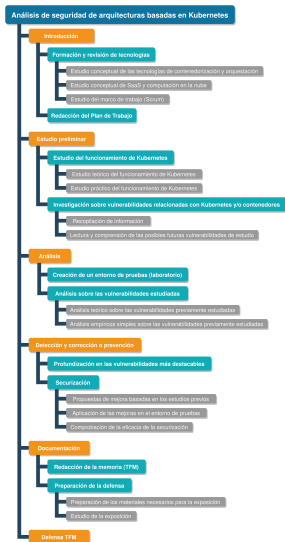 Análisis de seguridad de arquitecturas basadas en Kubernetes
Introducción
Formación y revisión de tecnologías
Estudio conceptual de las tecnologías de contenedorización y orquestación
Estudio conceptual de SaaS y computación en la nube
Estudio del marco de trabajo (Scrum)
Redacción del Plan de Trabajo
Estudio preliminar
Estudio del funcionamiento de Kubernetes
Estudio teórico del funcionamiento de Kubernetes
Estudio práctico del funcionamiento de Kubernetes
Investigación sobre vulnerabilidades relacionadas con Kubernetes y/o contenedores
Recopilación de información
Lectura y comprensión de las posibles futuras vulnerabilidades de estudio
Análisis
Creación de un entorno de pruebas (laboratorio)
Análisis sobre las vulnerabilidades estudiadas
Análisis teórico sobre las vulnerabilidades previamente estudiadas
Análisis empíricos simples sobre las vulnerabilidades previamente estudiadas
Detección y corrección o prevención
Profundización en las vulnerabilidades más destacables
Securización
Propuestas de mejora basadas en los estudios previos
Aplicación de las mejoras en el entorno de pruebas
Comprobación de la eficacia de la securización
Documentación
Redacción de la memoria (TFM)
Preparación de la defensa
Preparación de los materiales necesarios para la exposición
Estudio de la exposición
Defensa TFM